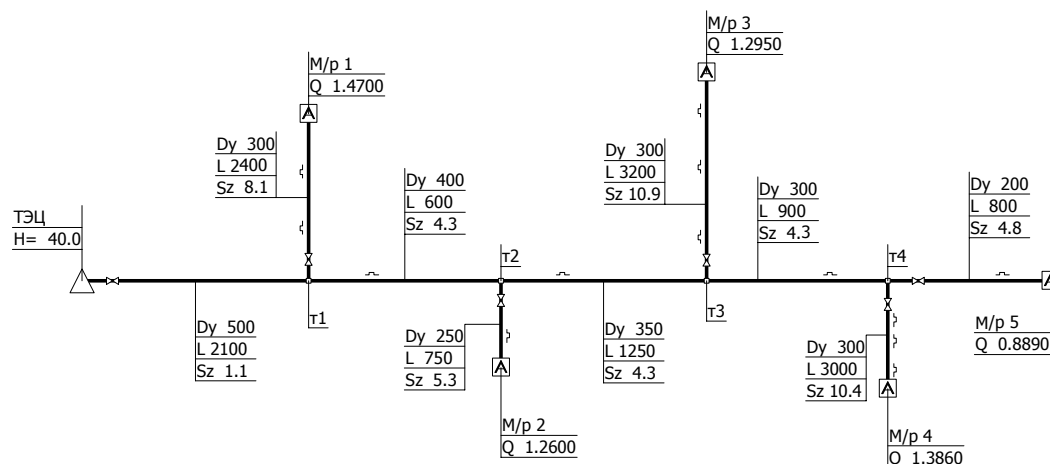 М/р 3
Q 1.2950
М/р 1
Q 1.4700
Dy 300
L 2400
Sz 8.1
Dy 300
L 3200
Sz 10.9
Dy 400
L 600
Sz 4.3
Dy 300
L 900
Sz 4.3
Dy 200
L 800
Sz 4.8
ТЭЦ
H= 40.0
т2
т4
т1
т3
Dy 500
L 2100
Sz 1.1
Dy 250
L 750
Sz 5.3
Dy 350
L 1250
Sz 4.3
Dy 300
L 3000
Sz 10.4
М/р 5
Q 0.8890
М/р 2
Q 1.2600
М/р 4
Q 1.3860